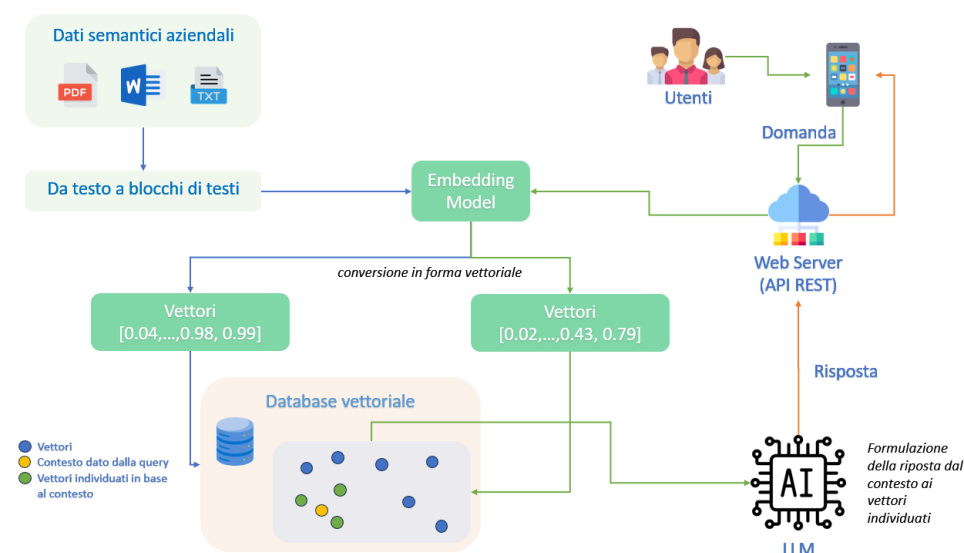 Dati semantici aziendali
PDF
W
TXT
Utenti
Domanda
Da testo a blocchi di testi
Embedding
Model
Web Server
(API REST)
conversione in forma vettoriale
Vettori
[0.04,...,0.98, 0.99]
Vettori
[0.02,...,0.43, 0.79]
Risposta
Database vettoriale
Vettori
Contesto dato dalla query
Vettori individuati in base
al contesto
AI
LLM
Formulazione
della riposta dal
contesto ai
vettori
individuati